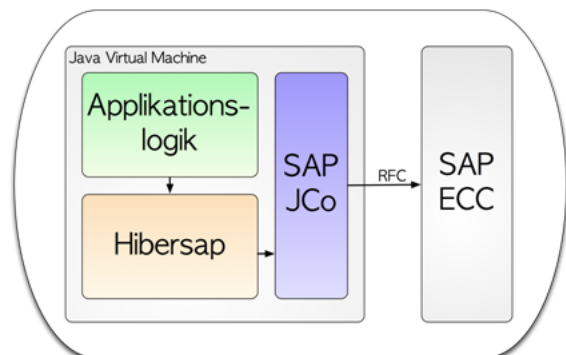 Java Virtual Machine
Applikations-
logik
Hibersap
SAP
JCo
RFC
SAP
ECC